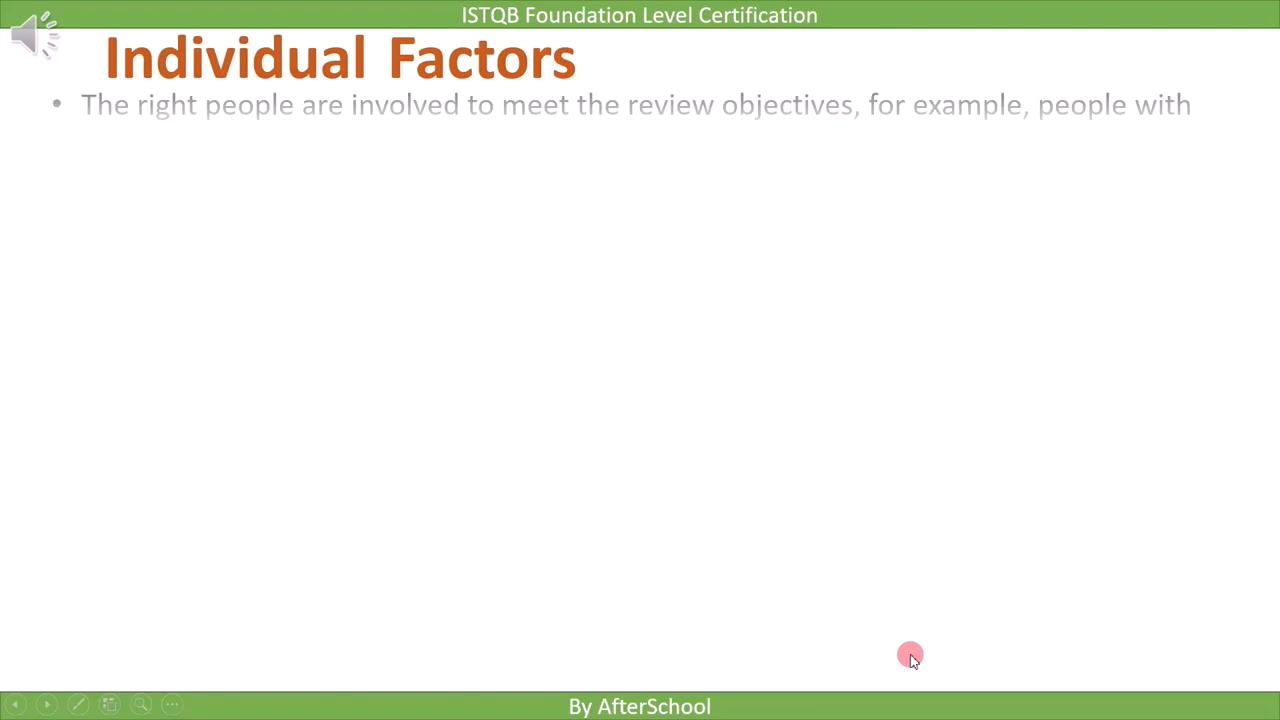 ISTQB Foundation Level Certification
Individual Factors
• The right people are involved to meet the review objectives, for example, people with
By AfterSchool